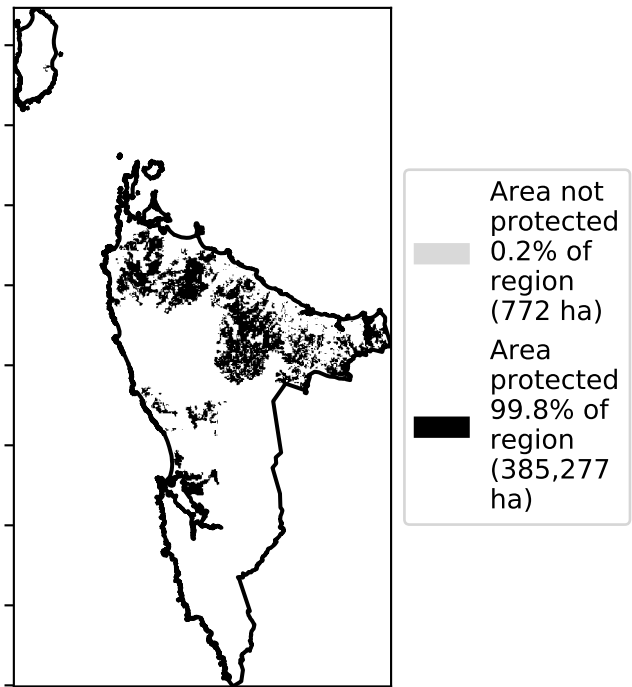 Area not
protected
0.2% of
region
(772 ha)
Area
protected
99.8% of
region
(385,277
ha)